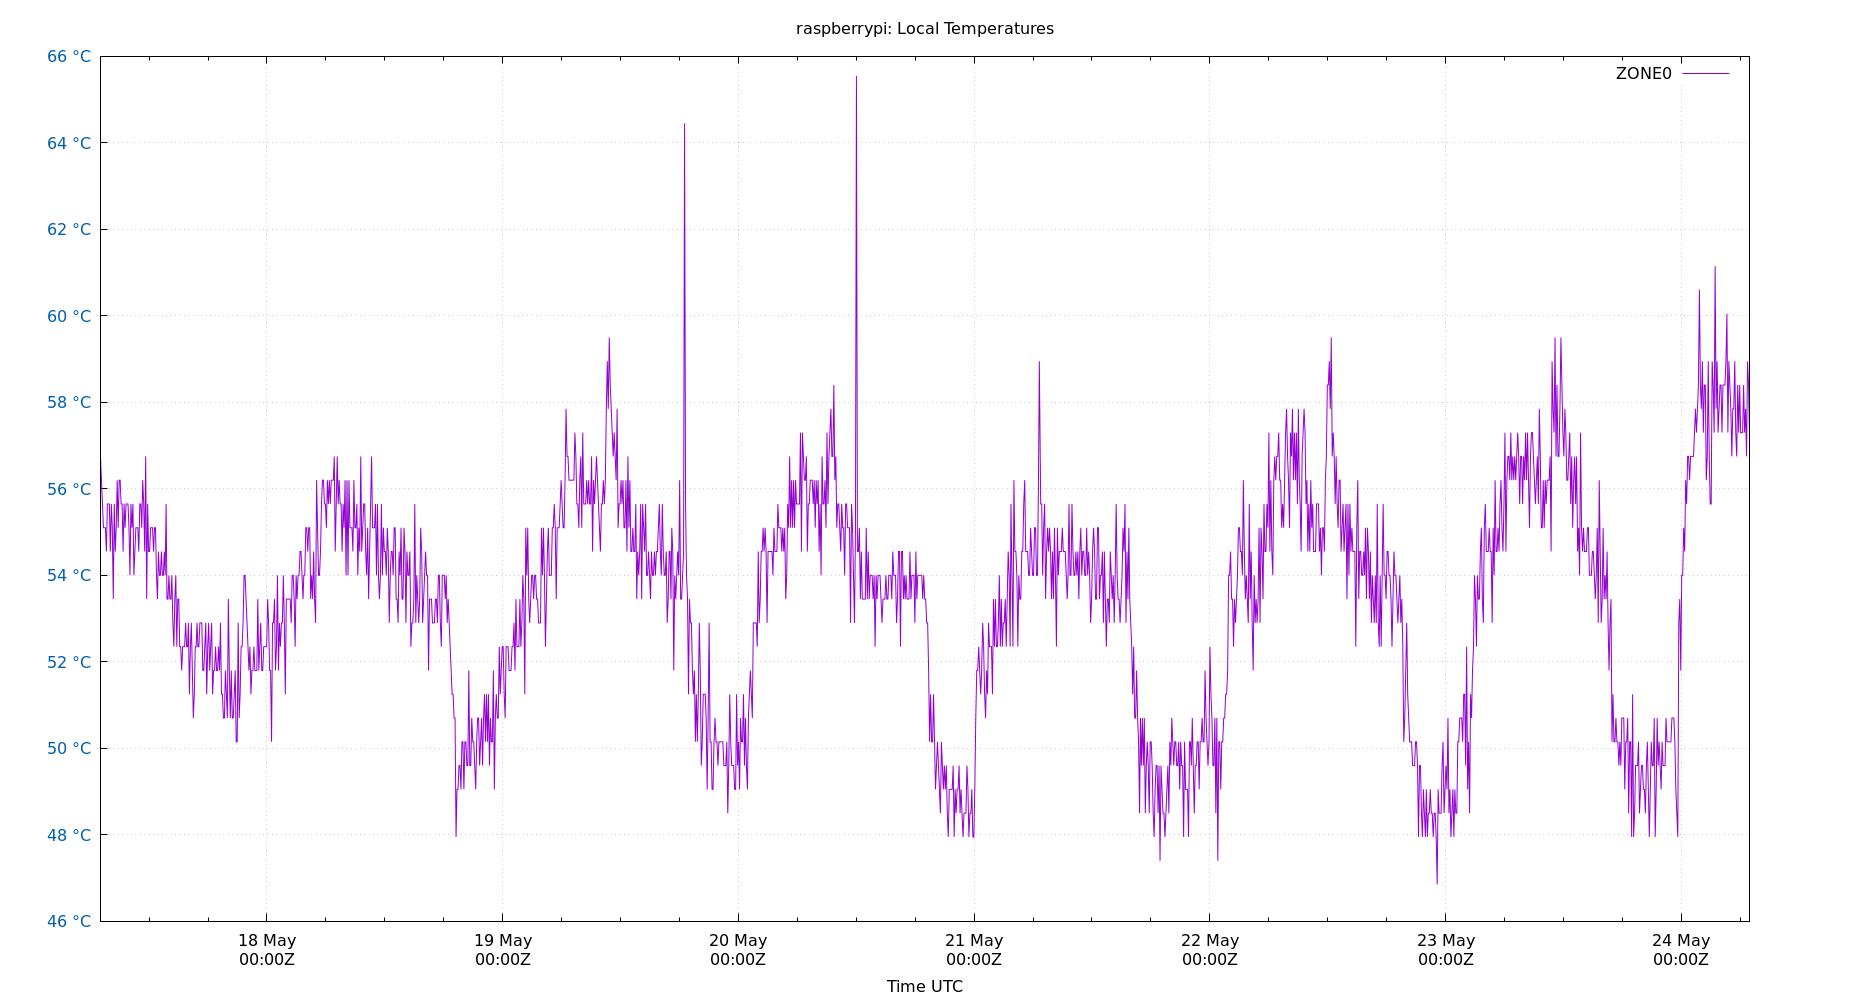 raspberrypi: Local Temperatures
66 °C
ZONE0
64 °C
62 °C
60 °C
58 °C
56 °C
54 °C
52 °C
50 °C
48 °C
46 °C
18 May 19 May 20 May 21 May 22 May 23 May 24 May
00:00Z 00:00Z 00:00Z 00:00Z 00:00Z 00:00Z 00:00Z
Time UTC